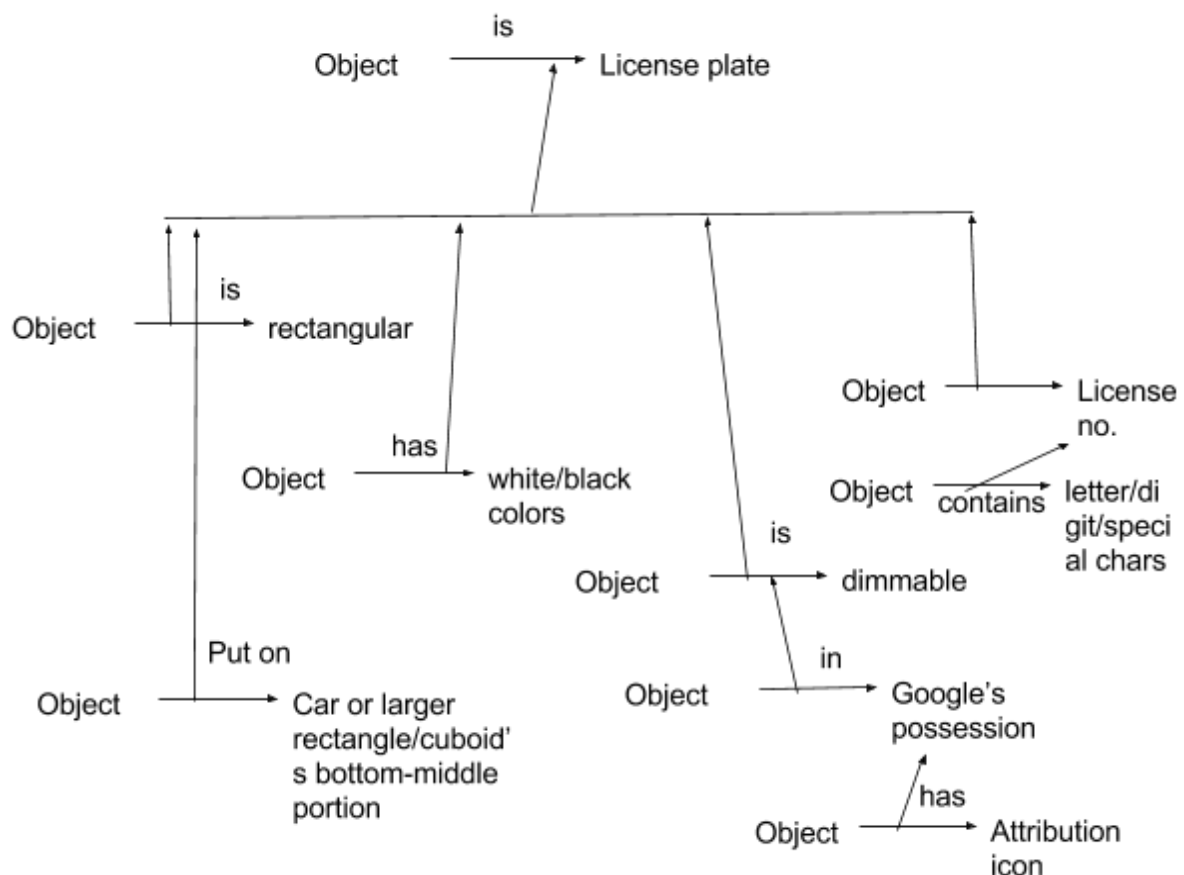 is
Object
License plate
is
Object
rectangular
Object
License
no.
has
Object
white/black
colors
Object
contains
letter/di
git/speci
al chars
is
Object
dimmable
Put on
in
Object
Car or larger
rectangle/cuboid’
s bottom-middle
portion
Object
Google’s
possession
has
Object
Attribution
icon